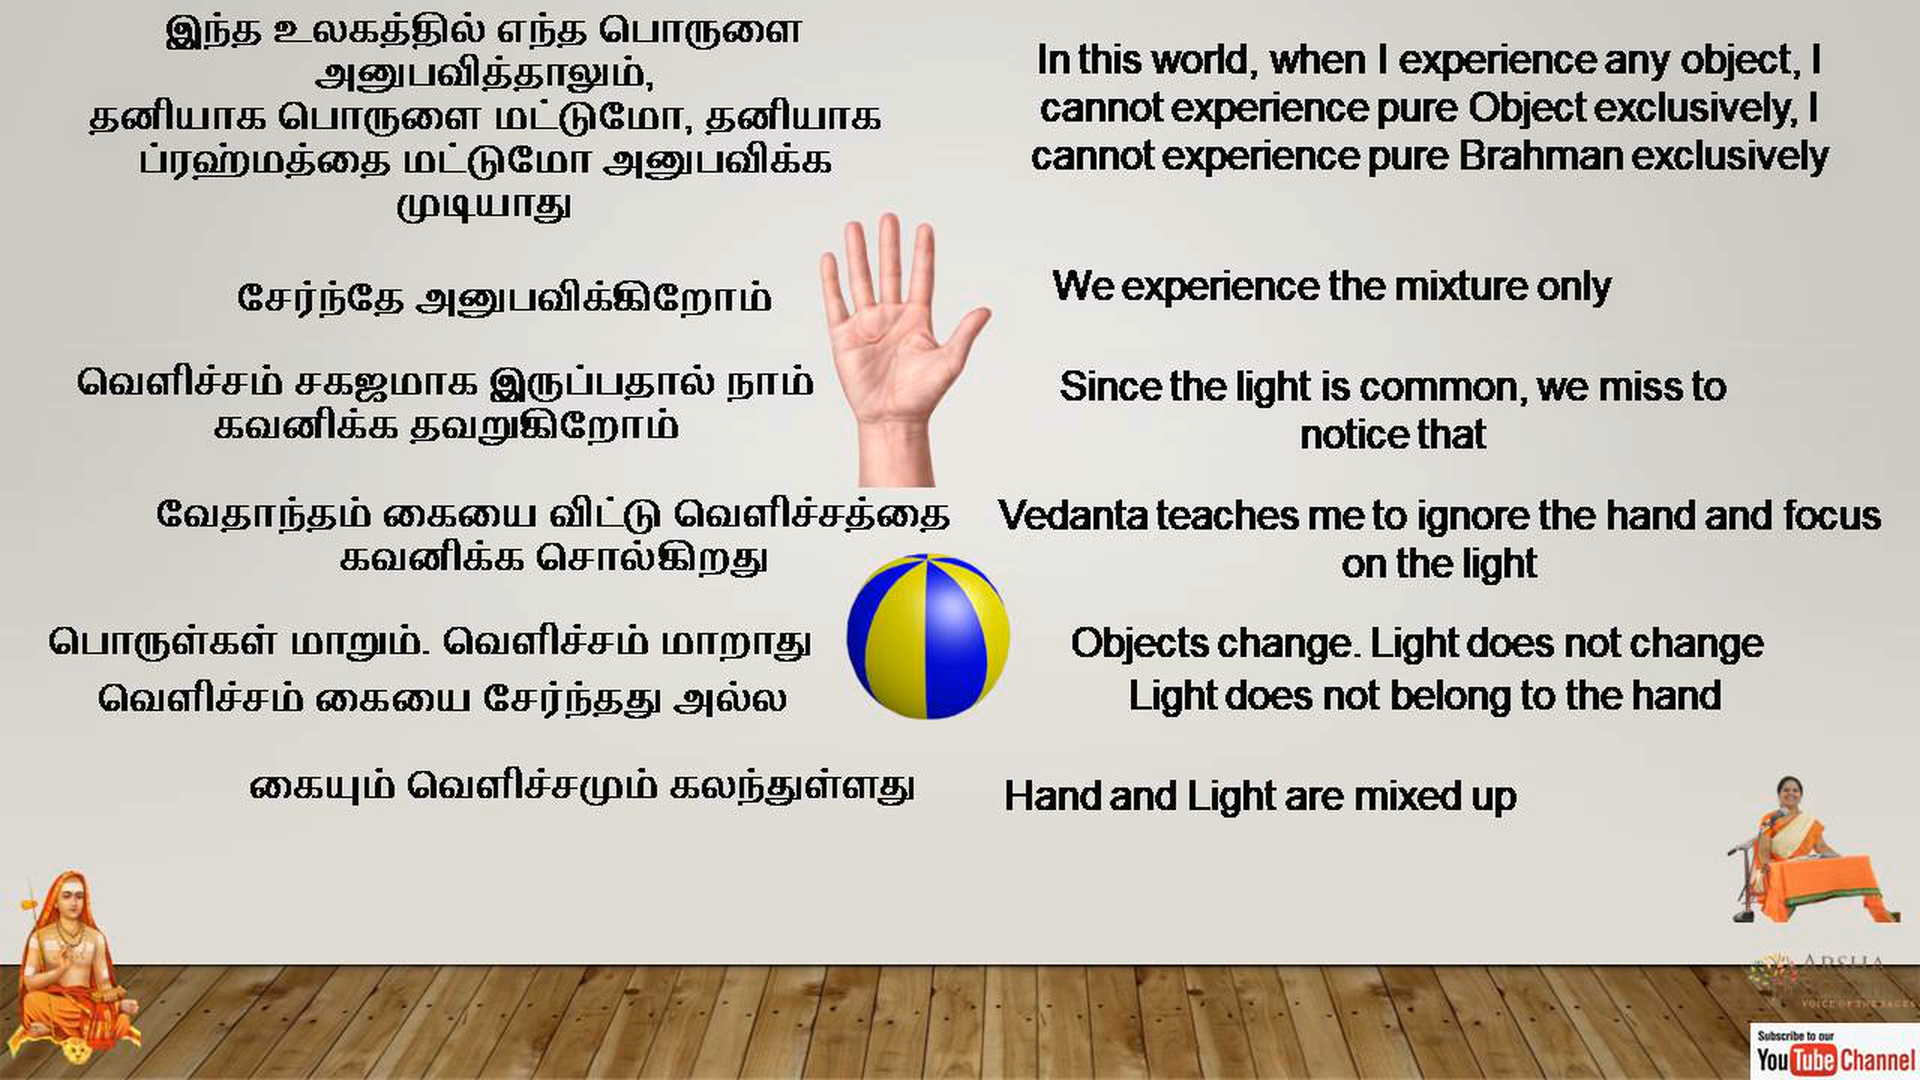 இந்த உலகத்தில் எந்த பொருளை
அனுபவித்தாலும்,
தனியாக பொருளை மட்டுமோ, தனியாக
ப்ரஹ்மத்தை மட்டுமோ அனுபவிக்க
முடியாது
In this world, when I experience any object, I
cannot experience pure Object exclusively, I
cannot experience pure Brahman exclusively
சேர்ந்தே அனுபவிக்கிறோம்
We experience the mixture only
வெளிச்சம் சகஜமாக இருப்பதால் நாம்
கவனிக்க தவறுகிறோம்
Since the light is common, we miss to
notice that
வேதாந்தம் கையை விட்டு வெளிச்சத்தை
கவனிக்க சொல்கிறது
Vedanta teaches me to ignore the hand and focus
on the light
பொருள்கள் மாறும். வெளிச்சம் மாறாது
Objects change. Light does not change
வெளிச்சம் கையை சேர்ந்தது அல்ல
Light does not belong to the hand
கையும் வெளிச்சமும் கலந்துள்ளது
Hand and Light are mixed up
ARSHA
VOICE OF THE SAGES
Subscribe to our
YouTube Channel